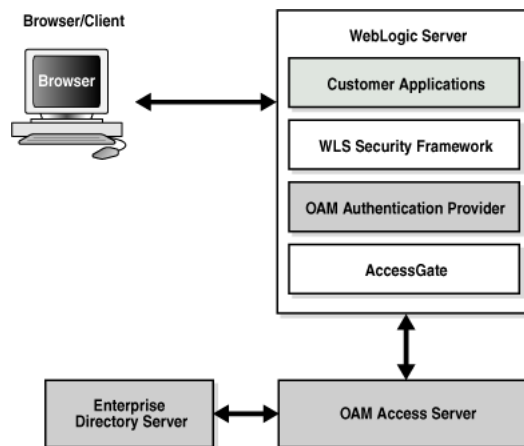 Browser/Client
Browser
WebLogic Server
Customer Applications
WLS Security Framework
OAM Authentication Provider
AccessGate
Enterprise
Directory Server
OAM Access Server